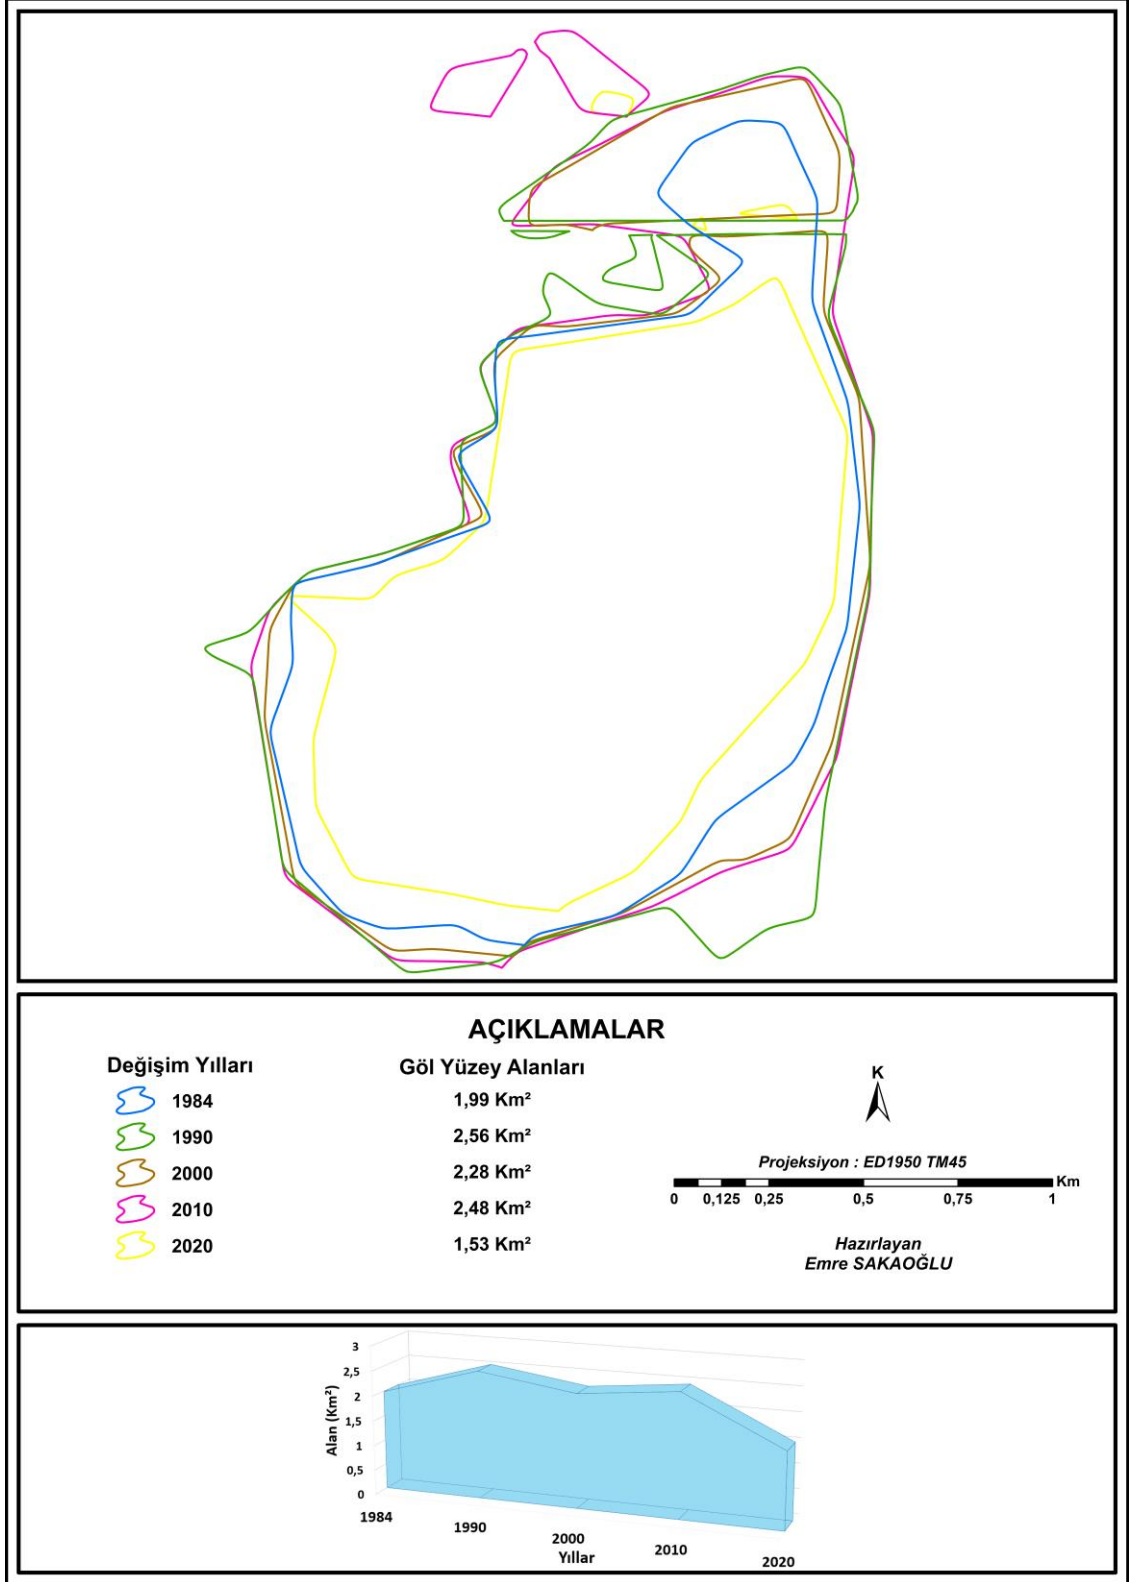 AÇIKLAMALAR
Değişim Yılları
Göl Yüzey Alanları
1984
1,99 Km²
1990
2,56 Km²
2000
2,28 Km²
2010
2,48 Km²
2020
1,53 Km²
K
Projeksiyon : ED1950 TM45
Km
0 0,125 0,25 0,5 0,75 1
Hazırlayan
Emre SAKAOĞLU
Alan (Km²)
3
2,5
2
1,5
1
0,5
0
1984
1990
2000
2010
2020
Yıllar